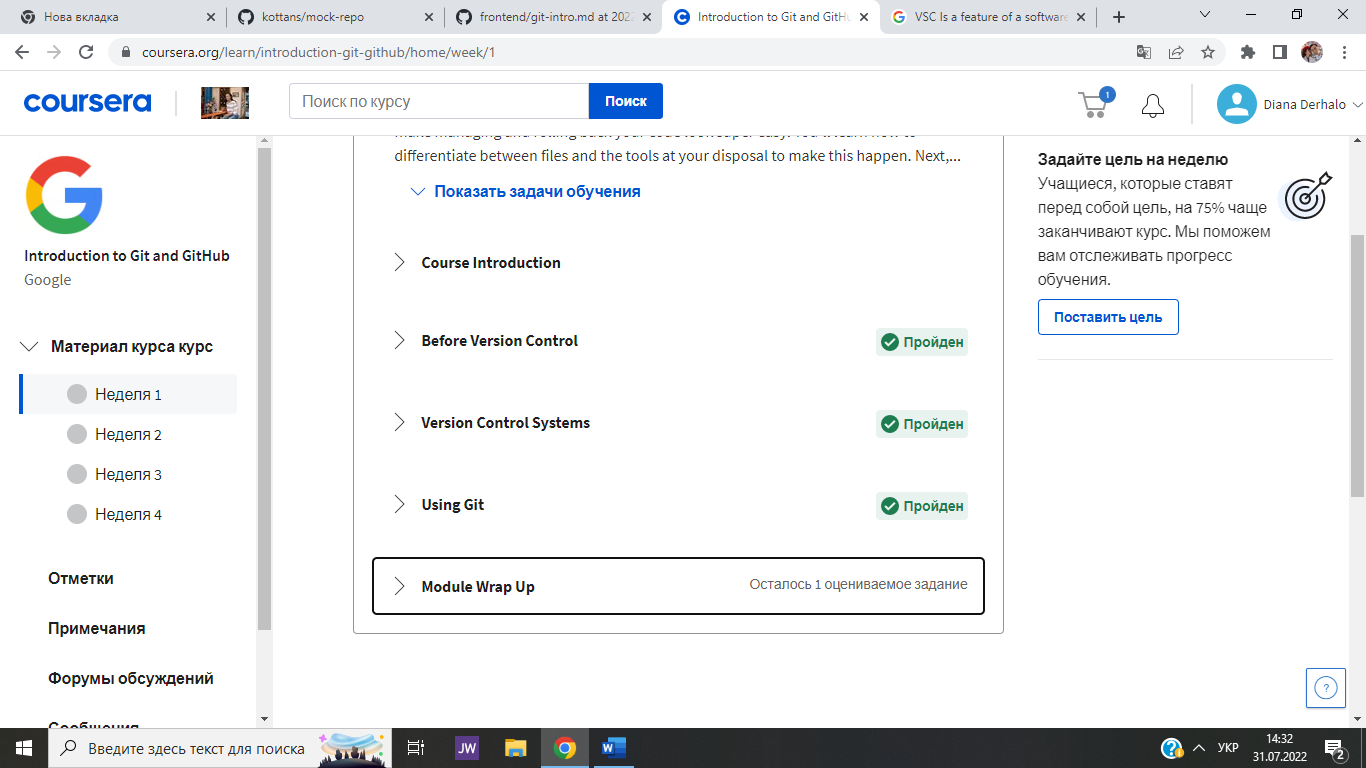 Нова вкладка
kottans/mock-repo
frontend/git-intro.md at 202
Introduction to Git and GitH
VSC Is a feature of a software
coursera.org/learn/introduction-git-github/home/week/1
coursera
Поиск по курсу
Поиск
1
Diana Derhalo
Introduction to Git and GitHub
Google
Материал курса курс
Неделя 1
Неделя 2
Неделя 3
Неделя 4
Отметки
Примечания
Форумы обсуждений
Сообщения
differentiate between files and the tools at your disposal to make this happen. Next,...
Показать задачи обучения
Course Introduction
Before Version Control
Пройден
Version Control Systems
Пройден
Using Git
Пройден
Module Wrap Up
Осталось 1 оцениваемое задание
Задайте цель на неделю
Учащиеся, которые ставят
перед собой цель, на 75% чаще
заканчивают курс. Мы поможем
вам отслеживать прогресс
обучения.
Поставить цель
?
Введите здесь текст для поиска
JW
W
?
УКР
14:32
31.07.2022
2